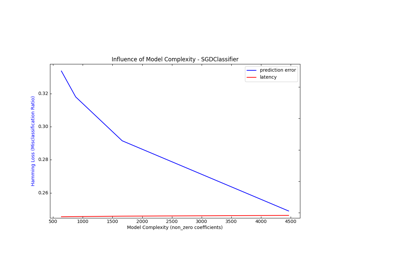 Influence of Model Complexity - SGDClassifier
prediction error
latency
Hamming Loss (Misclassification Ratio)
0.32
0.30
0.28
0.26
500 1000 1500 2000 2500 3000 3500 4000 4500
Model Complexity (non_zero coefficients)